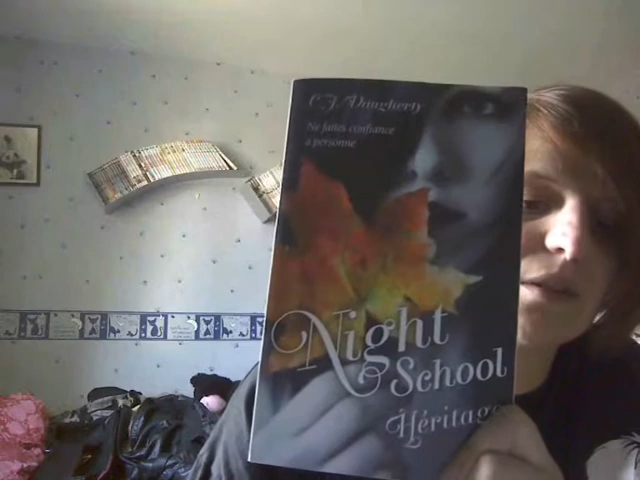 C.J. Daugherty
Ne faites confiance
à personne
Night
School
Héritage